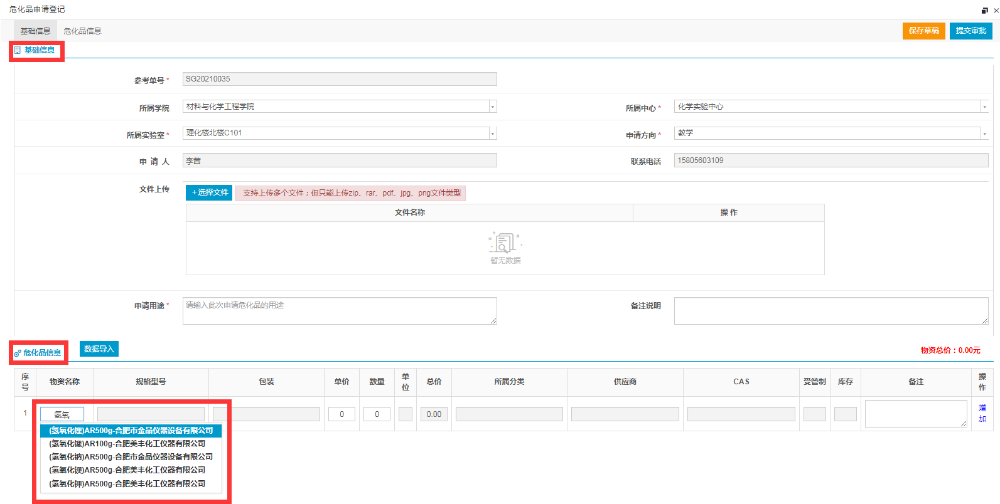 危化品申请登记
基础信息 危化品信息 保存草稿 提交审批
基础信息
参考单号 * SG20210035
所属学院 材料与化学工程学院 所属中心 * 化学实验中心
所属实验室 * 理化楼北楼C101 申请方向 * 教学
申 请 人 李茜 联系电话 15805603109
文件上传 +选择文件 支持上传多个文件；但只能上传zip、rar、pdf、jpg、png文件类型
文件名称 操 作
暂无数据
申请用途 * 请输入此次申请危化品的用途 备注说明
危化品信息 数据导入 物资总价：0.00元
序号 物资名称 规格型号 包装 单价 数量 单位 总价 所属分类 供应商 CAS 受管制 库存 备注 操作
1 氢氧 0 0 0.00 增加
(氢氧化锂)AR500g-合肥市金品仪器设备有限公司
(氢氧化锶)AR100g-合肥美丰化工仪器有限公司
(氢氧化钠)AR500g-合肥市金品仪器设备有限公司
(氢氧化钡)AR500g-合肥美丰化工仪器有限公司
(氢氧化钾)AR500g-合肥美丰化工仪器有限公司